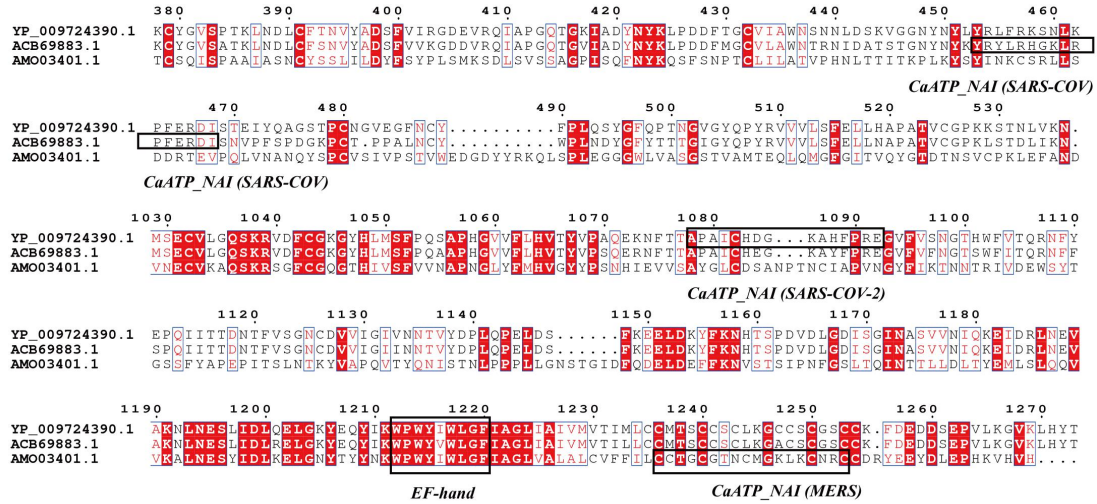 380 390 400 410 420 430 440 450 460
YP_009724390.1 KCYGVSPTKLNDLCFTNVYADSFVIRGDEVRQIAPGQTGKIADYNYKLPDDFTGCVIAWNSNNLDSKVGGNYNYLYRLFRKSNLK
ACB69883.1 KCYGVSATKLNDLCFSNVYADSFVVKGDDVRQIAPGQTGVIADYNYKLPDDFMGCVLAWNTRNIDATSTGNYNYKYRYLRHGKLR
AMO03401.1 TCSQISPAAIASNCYSSLILDYFSYPLSMKSDLSVSSAGPISQFNYKQSFSNPTCLILATVPHNLTTITKPLKYSYINKCSRLLS
CaATP_NAI (SARS-COV)
470 480 490 500 510 520 530
YP_009724390.1 PFERDISTEIYQAGSTPCNGVEGFNCY.........FPLQSYGFQPTNGVGYQPYRVVVLSFELLHAPATVCGPKKSTNLVKN.
ACB69883.1 PFERDISNVPFSPDGKPCT.PPALNCY.........WPLNDYGFYTTTGIGYQPYRVVVLSFELLNAPATVCGPKLSTDLIKN.
AMO03401.1 DDRTEVPQLVNANQYSPCVSIVPSTVWEDGDYYRKQLSPLEGGGWLVASGSTVAMTEQLQMGFGITVQYGTDTNSVCPKLEFAND
CaATP_NAI (SARS-COV)
1030 1040 1050 1060 1070 1080 1090 1100 1110
YP_009724390.1 MSECVLGQSKRVDFCGKGYHLMSFPQSAPHGVVFLHVTYVPAQEKNFTTAPAICHDG...KAHFPREGVFVSNGTHWFVTQRNFY
ACB69883.1 MSECVLGQSKRVDFCGKGYHLMSFPQAAPHGVVFLHVTYVPSQERNFTTAPAICHEG...KAYFPREGVFVFNGTSWFITQRNFF
AMO03401.1 VNECVKAQSKRSGFCGQGTHIVSFVVNAPNGLYFMHVGYYPSNHIEVVSAYGLCDSANPTNCIAPVNGYFIKTNNTRIVDEWSYT
CaATP_NAI (SARS-COV-2)
1120 1130 1140 1150 1160 1170 1180
YP_009724390.1 EPQIITTDNTFVSGNCDVVIGIVNNTVYDPLQPELDS......FKEELDKYFKNHTSPDVDLGDISGINASVVNIQKEIDRLNEV
ACB69883.1 SPQIITTDNTFVSGNCDVVIGIINNTVYDPLQPELDS......FKEELDKYFKNHTSPDVDLGDISGINASVVNIQKEIDRLNEV
AMO03401.1 GSSFYAPEPITSLNTKYVAPQVTYQNISTNLPPPLLGNSTGIDFQDELDEFFKNVSTSIPNFGSLTQINTTLLDLTYEMLSLQQV
1190 1200 1210 1220 1230 1240 1250 1260 1270
YP_009724390.1 AKNLNESLIDLQELGKYEQYIKWPWYIWLGFIAGLIAIVMVTIMLCCMTSCCSCLKGCCSCGSCCK.FDEDDSEPVLKGVKLHYT
ACB69883.1 AKNLNESLIDLQELGKYEQYIKWPWYVWLGFIAGLIAIVMVTILLCCMTSCCSCLKGACSCGSCCK.FDEDDSEPVLKGVKLHYT
AMO03401.1 VKALNESYIDLKELGNYTYYNKWPWYIWLGFIAGLVALALCVFFILCCTGCGTNCMGKLKCNRCCDRYEEYDLEPHKVHVH....
EF-hand CaATP_NAI (MERS)